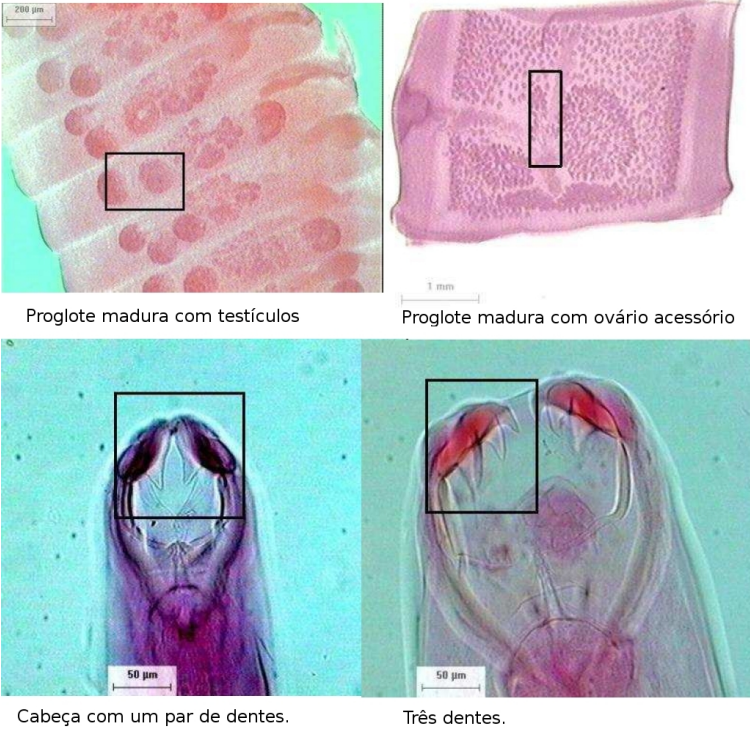 200 µm
1 mm
Proglote madura com testículos
Proglote madura com ovário acessório
50 µm
50 µm
Cabeça com um par de dentes.
Três dentes.